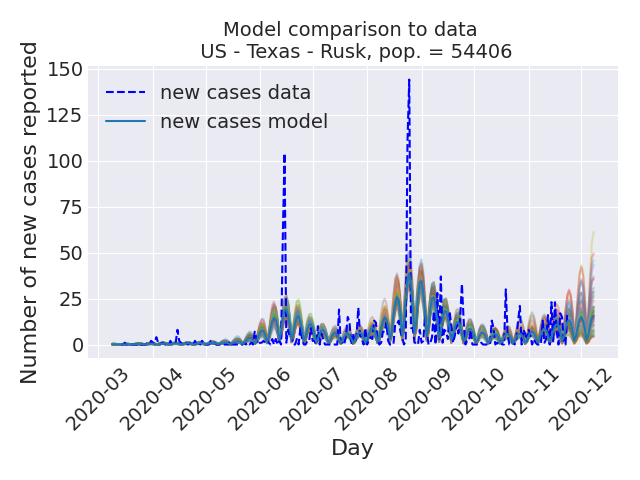 Model comparison to data
US - Texas - Rusk, pop. = 54406
Number of new cases reported
150
125
100
75
50
25
0
new cases data
new cases model
2020-03
2020-04
2020-05
2020-06
2020-07
2020-08
2020-09
2020-10
2020-11
2020-12
Day